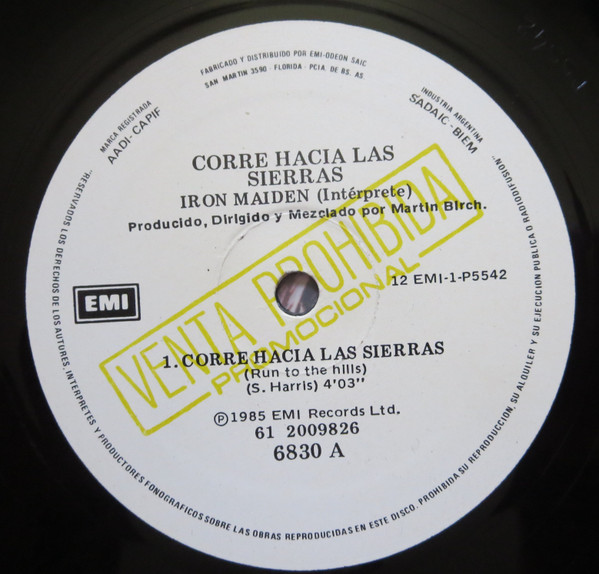 FABRICADO Y DISTRIBUIDO POR EMI-ODEON SAIC
SAN MARTIN 3590 - FLORIDA - PCIA. DE BS. AS
MARCA REGISTRADA
AADI-CAPIF
INDUSTRIA ARGENTINA
SADAIC-BIEM
CORRE HACIA LAS
SIERRAS
IRON MAIDEN (Intérprete)
Producido, Dirigido y Mezclado por Martin Birch.
12 EMI-1-P5542
EMI
VENTA PROHIBIDA
PROMOCIONAL
1. CORRE HACIA LAS SIERRAS
(Run to the hills)
(S. Harris) 4'03"
Ⓟ1985 EMI Records Ltd.
61 2009826
6830 A
"RESERVADOS LOS DERECHOS DE LOS AUTORES, INTERPRETES Y PRODUCTORES FONOGRAFICOS SOBRE LAS OBRAS REPRODUCIDAS EN ESTE DISCO. PROHIBIDA SU REPRODUCCION, SU ALQUILER Y SU EJECUCION PUBLICA O RADIODIFUSION"